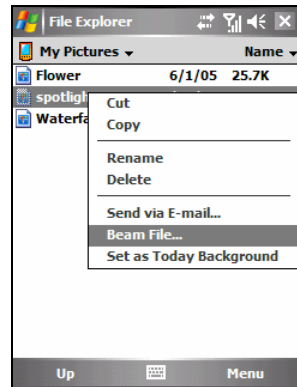 File Explorer
My Pictures Name
Flower 6/1/05 25.7K
spotligh
Waterfa
Cut
Copy
Rename
Delete
Send via E-mail...
Beam File...
Set as Today Background
Up Menu